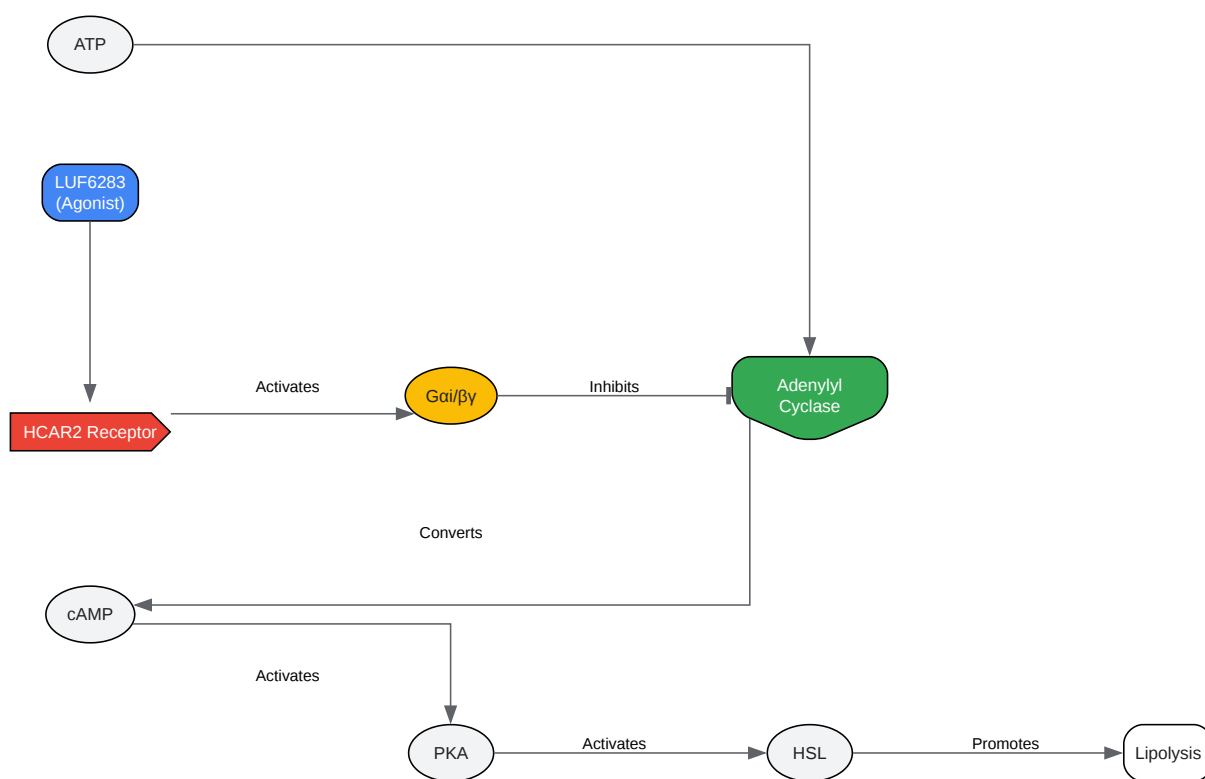 ATP
LUF6283
(Agonist)
Activates
Inhibits
Gαi/βγ
Adenylyl
Cyclase
HCAR2 Receptor
Converts
cAMP
Activates
PKA
Activates
HSL
Promotes
Lipolysis